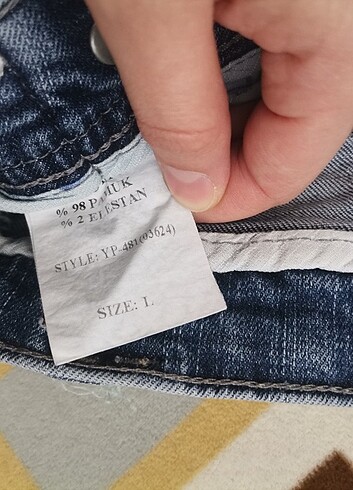 % 98 PAMUK
% 2 ELESTAN
STYLE: YP-481(03624)
SIZE: L